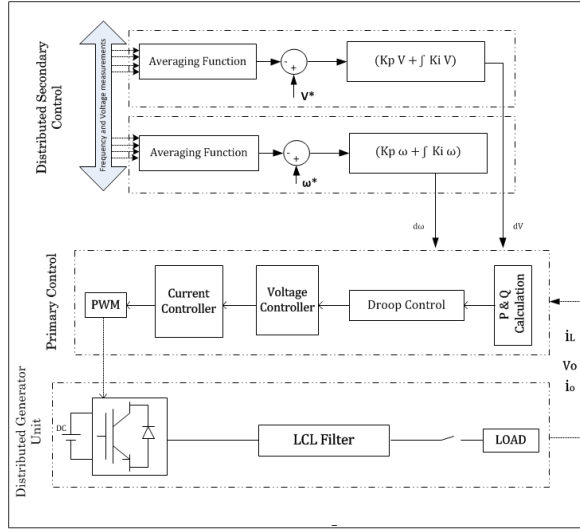 Distributed Secondary
Control
Frequency and Voltage measurements
Averaging Function
-
+
V*
(Kp V + ∫ Ki V)
Averaging Function
-
+
ω*
(Kp ω + ∫ Ki ω)
dω
dV
Primary Control
PWM
Current
Controller
Voltage
Controller
Droop Control
P & Q
Calculation
iL
Vo
io
Distributed Generator
Unit
DC
LCL Filter
LOAD